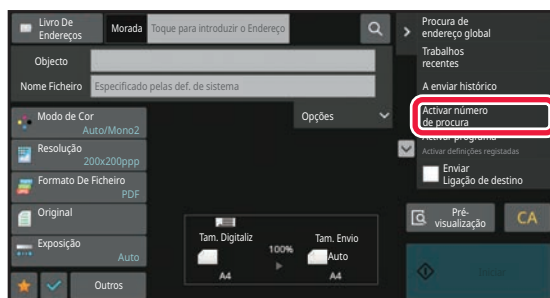 Livro De
Endereços
Morada
Toque para introduzir o Endereço
Objecto
Nome Ficheiro
Especificado pelas def. de sistema
Modo de Cor
Auto/Mono2
Resolução
200x200ppp
Formato De Ficheiro
PDF
Original
Exposição
Auto
Outros
Opções
Tam. Digitaliz
100%
Tam. Envio
Auto
A4
A4
Procura de
endereço global
Trabalhos
recentes
A enviar histórico
Activar número
de procura
Activar programa
Activar definições registadas
Enviar
Ligação de destino
Pré-
visualização
CA
Iniciar